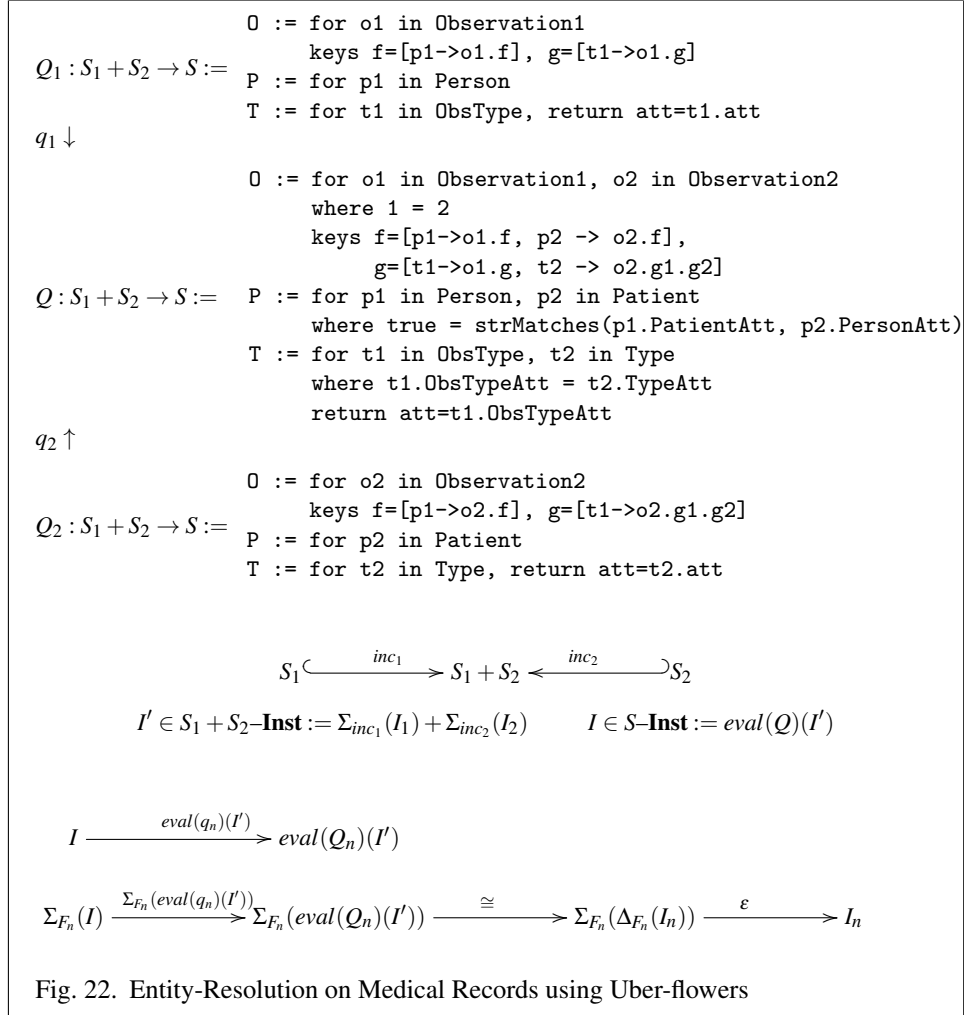 O := for o1 in Observation1
keys f=[p1->o1.f], g=[t1->o1.g]
Q₁ : S₁ + S₂ → S :=
P := for p1 in Person
T := for t1 in ObsType, return att=t1.att
q₁ ↓
O := for o1 in Observation1, o2 in Observation2
where 1 = 2
keys f=[p1->o1.f, p2 -> o2.f],
g=[t1->o1.g, t2 -> o2.g1.g2]
Q : S₁ + S₂ → S := P := for p1 in Person, p2 in Patient
where true = strMatches(p1.PatientAtt, p2.PersonAtt)
T := for t1 in ObsType, t2 in Type
where t1.ObsTypeAtt = t2.TypeAtt
return att=t1.ObsTypeAtt
q₂ ↑
O := for o2 in Observation2
keys f=[p1->o2.f], g=[t1->o2.g1.g2]
Q₂ : S₁ + S₂ → S :=
P := for p2 in Patient
T := for t2 in Type, return att=t2.att
inc₁ inc₂
S₁ S₁ + S₂ S₂
I′ ∈ S₁ + S₂–Inst := Σ_{inc₁}(I₁) + Σ_{inc₂}(I₂) I ∈ S–Inst := eval(Q)(I′)
eval(qₙ)(I′)
I eval(Qₙ)(I′)
Σ_{Fₙ}(eval(qₙ)(I′)) ≅ ε
Σ_{Fₙ}(I) Σ_{Fₙ}(eval(Qₙ)(I′)) Σ_{Fₙ}(Δ_{Fₙ}(Iₙ)) Iₙ
Fig. 22. Entity-Resolution on Medical Records using Uber-flowers